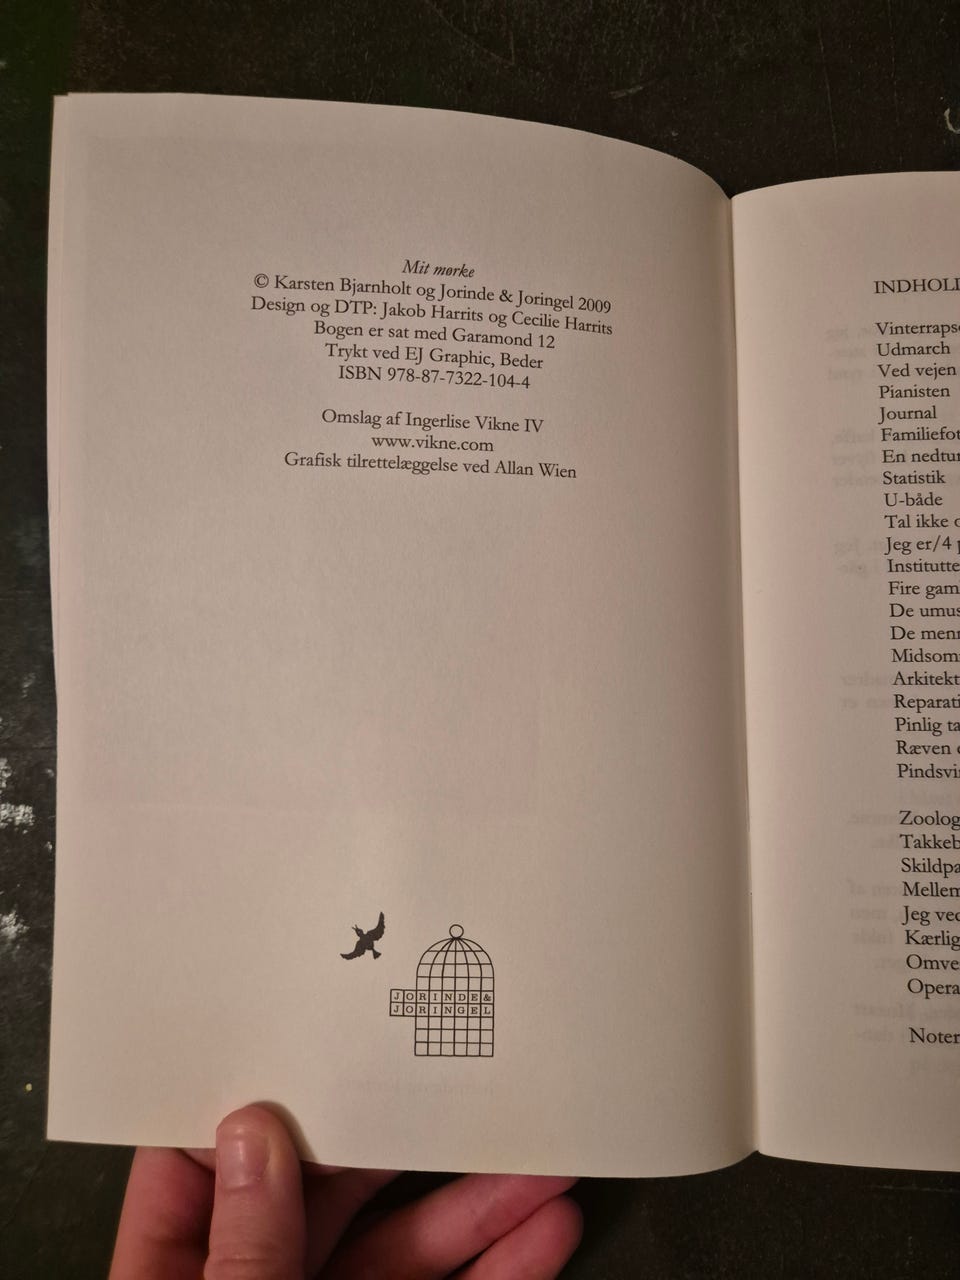 Mit mørke
© Karsten Bjarnholt og Jorinde & Joringel 2009
Design og DTP: Jakob Harrits og Cecilie Harrits
Bogen er sat med Garamond 12
Trykt ved EJ Graphic, Beder
ISBN 978-87-7322-104-4
Omslag af Ingerlise Vikne IV
www.vikne.com
Grafisk tilrettelæggelse ved Allan Wien
JORINDE&
JORINGEL
INDHOLD
Vinterrapso
Udmarch
Ved vejen
Pianisten
Journal
Familiefot
En nedtur
Statistik
U-både
Tal ikke o
Jeg er/4 p
Institutte
Fire gaml
De umus
De menn
Midsom
Arkitekt
Reparati
Pinlig ta
Ræven o
Pindsvi
Zoolog
Takkeb
Skildpa
Mellem
Jeg ved
Kærlig
Omve
Opera
Noter